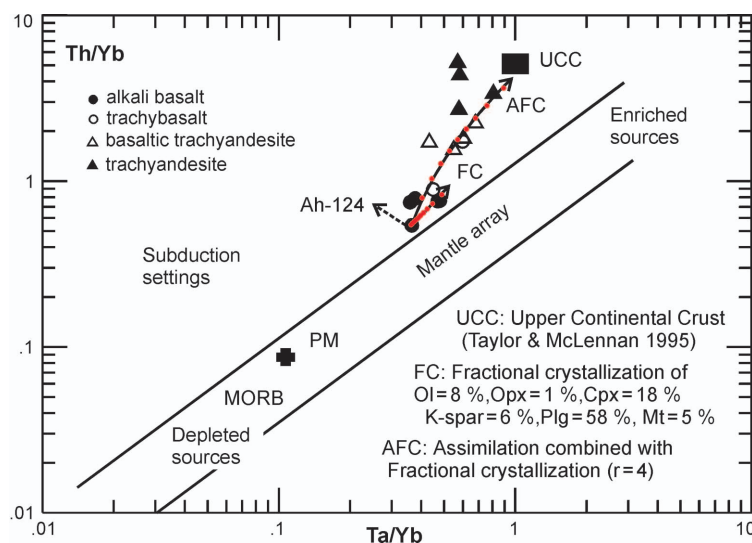 10
Th/Yb
UCC
alkali basalt
trachybasalt
basaltic trachyandesite
trachyandesite
AFC
Enriched
sources
FC
1
Ah-124
Mantle array
Subduction
settings
UCC: Upper Continental Crust
(Taylor & McLennan 1995)
PM
FC: Fractional crystallization of
Ol=8 %,Opx=1 %,Cpx=18 %
K-spar=6 %,Plg=58 %, Mt=5 %
.1
MORB
Depleted
sources
AFC: Assimilation combined with
Fractional crystallization (r=4)
.01
.01
.1
Ta/Yb
1
10